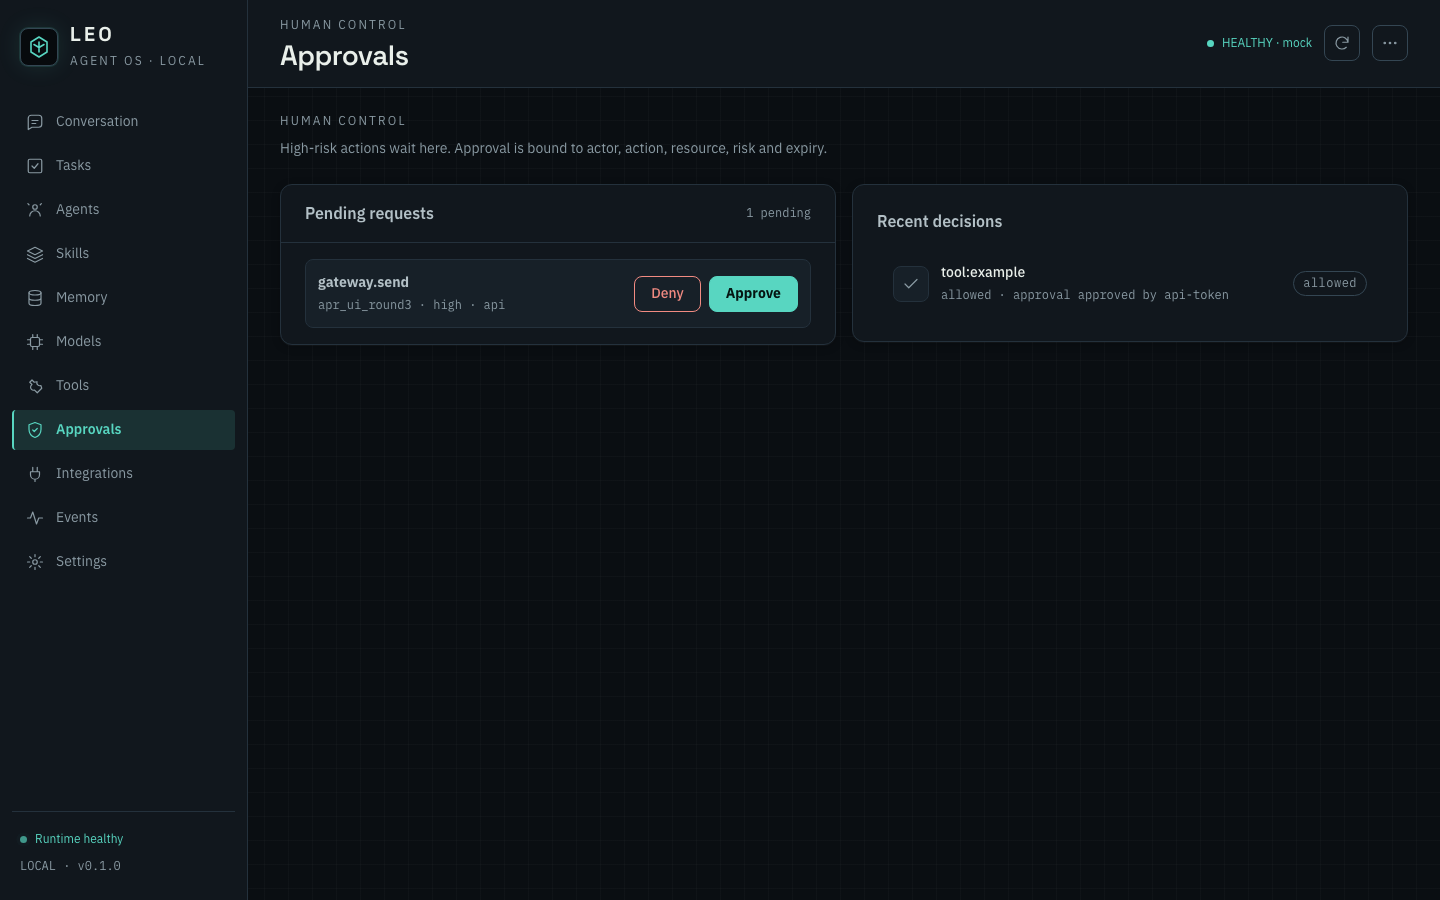 LEO
AGENT OS · LOCAL
Conversation
Tasks
Agents
Skills
Memory
Models
Tools
Approvals
Integrations
Events
Settings
Runtime healthy
LOCAL · v0.1.0
HUMAN CONTROL
Approvals
HEALTHY · mock
HUMAN CONTROL
High-risk actions wait here. Approval is bound to actor, action, resource, risk and expiry.
Pending requests
1 pending
gateway.send
apr_ui_round3 · high · api
Deny
Approve
Recent decisions
tool:example
allowed · approval approved by api-token
allowed